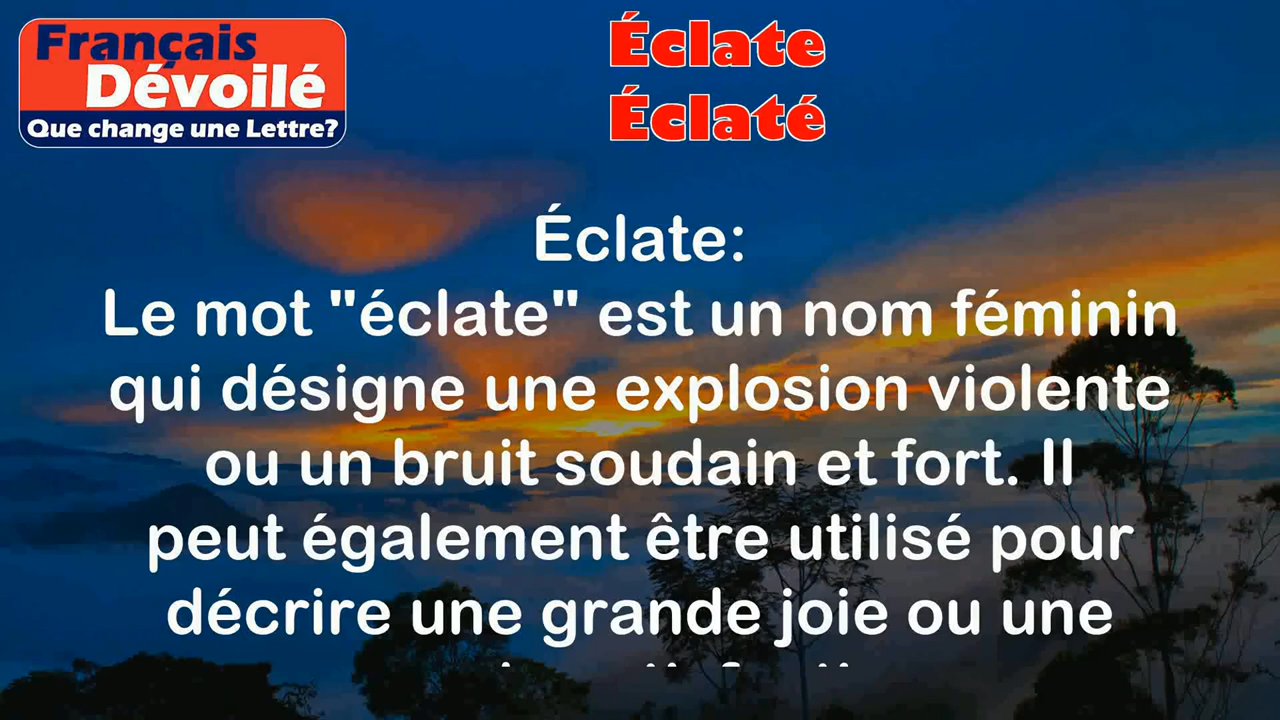 Français
Dévoilé
Que change une Lettre?
Éclate
Éclaté
Éclate:
Le mot "éclate" est un nom féminin
qui désigne une explosion violente
ou un bruit soudain et fort. Il
peut également être utilisé pour
décrire une grande joie ou une